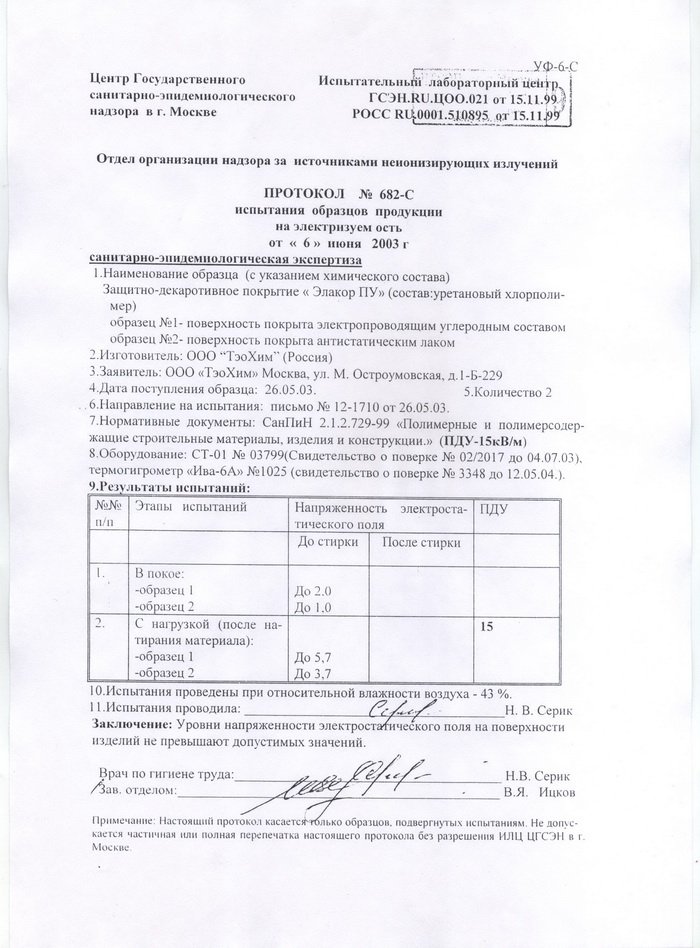 УФ-6-С
Центр Государственного
санитарно-эпидемиологического
надзора в г. Москве
Испытательный лабораторный центр
ГСЭН.RU.ЦОО.021 от 15.11.99
РОСС RU.0001.510895 от 15.11.99
Отдел организации надзора за источниками неионизирующих излучений
ПРОТОКОЛ № 682-С
испытания образцов продукции
на электризуем ость
от « 6 » июня 2003 г
санитарно-эпидемиологическая экспертиза
1.Наименование образца (с указанием химического состава)
Защитно-декаротивное покрытие « Элакор ПУ» (состав:уретановый хлорполи-
мер)
образец №1- поверхность покрыта электропроводящим углеродным составом
образец №2- поверхность покрыта антистатическим лаком
2.Изготовитель: ООО “ТэоХим” (Россия)
3.Заявитель: ООО «ТэоХим» Москва, ул. М. Остроумовская, д.1-Б-229
4.Дата поступления образца: 26.05.03. 5.Количество 2
6.Направление на испытания: письмо № 12-1710 от 26.05.03.
7.Нормативные документы: СанПиН 2.1.2.729-99 «Полимерные и полимерсодер-
жащие строительные материалы, изделия и конструкции.» (ПДУ-15кВ/м)
8.Оборудование: СТ-01 № 03799(Свидетельство о поверке № 02/2017 до 04.07.03),
термогигрометр «Ива-6А» №1025 (свидетельство о поверке № 3348 до 12.05.04.).
9.Результаты испытаний:
№№ Этапы испытаний Напряженность электроста- ПДУ
п/п тического поля
До стирки После стирки
1. В покое:
-образец 1 До 2.0
-образец 2 До 1,0
2. С нагрузкой (после на- 15
тирания материала):
-образец 1 До 5,7
-образец 2 До 3,7
10.Испытания проведены при относительной влажности воздуха - 43 %.
11.Испытания проводила: Н. В. Серик
Заключение: Уровни напряженности электростатического поля на поверхности
изделий не превышают допустимых значений.
Врач по гигиене труда: Н.В. Серик
Зав. отделом: В.Я. Ицков
Примечание: Настоящий протокол касается только образцов, подвергнутых испытаниям. Не допус-
кается частичная или полная перепечатка настоящего протокола без разрешения ИЛЦ ЦГСЭН в г.
Москве.